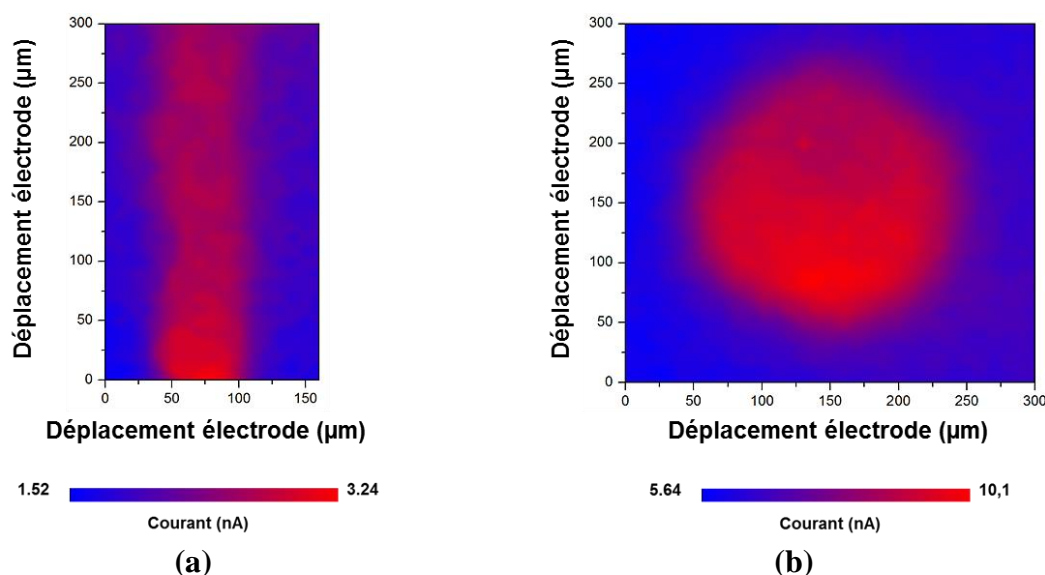 300
250
200
150
100
50
0
Déplacement électrode (µm)
0 50 100 150
Déplacement électrode (µm)
1.52 3.24
Courant (nA)
(a)
300
250
200
150
100
50
0
Déplacement électrode (µm)
0 50 100 150 200 250 300
Déplacement électrode (µm)
5.64 10,1
Courant (nA)
(b)